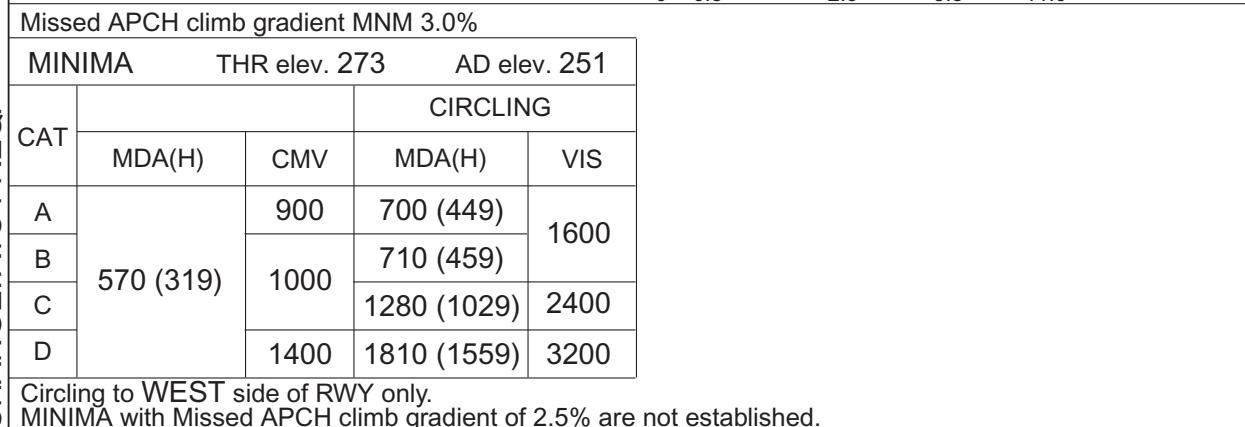 Missed APCH climb gradient MNM 3.0%
MINIMA THR elev. 273 AD elev. 251
CAT CIRCLING
MDA(H) CMV MDA(H) VIS
A 570 (319) 900 700 (449) 1600
B 1000 710 (459)
C 1280 (1029) 2400
D 1400 1810 (1559) 3200
Circling to WEST side of RWY only.
MINIMA with Missed APCH climb gradient of 2.5% are not established.